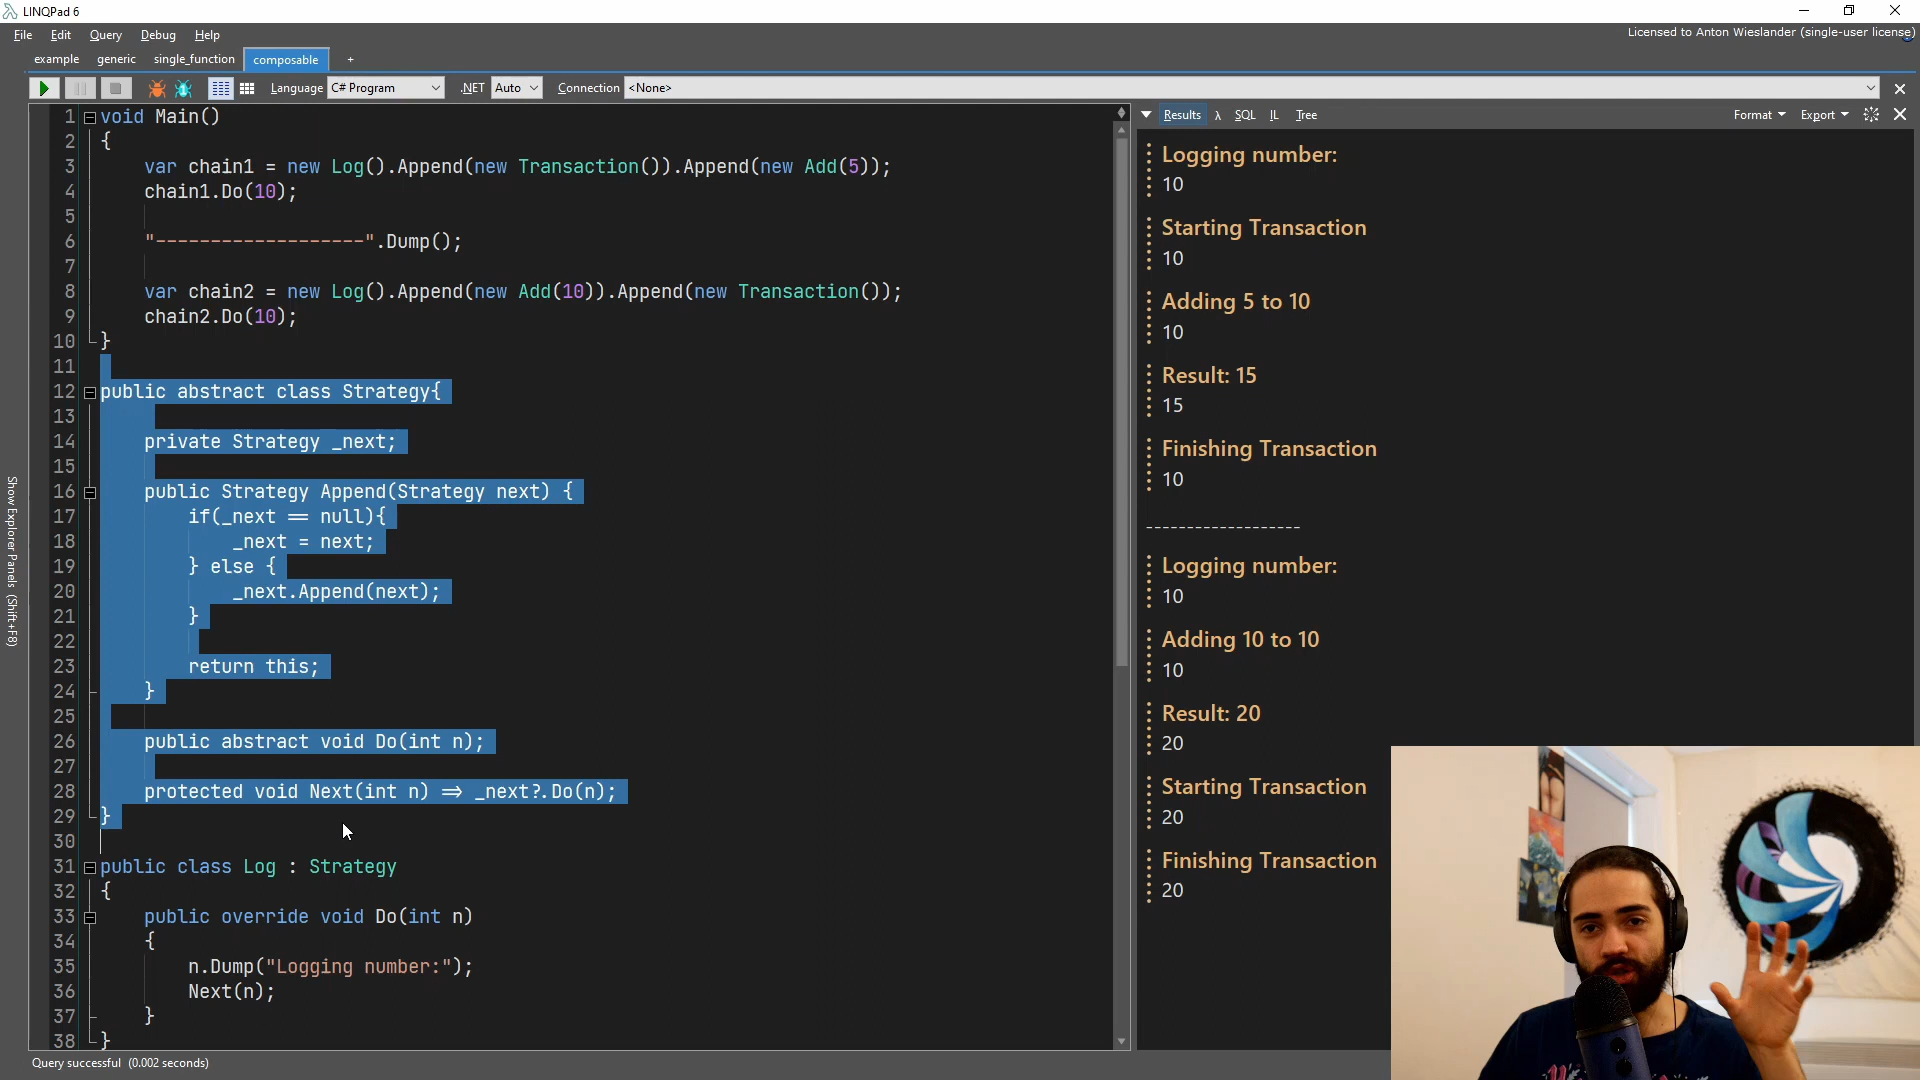 LINQPad 6
File Edit Query Debug Help
Licensed to Anton Wieslander (single-user license)
example generic single_function composable +
Language C# Program .NET Auto Connection <None>
Show Explorer Panels (Shift+F8)
1 void Main()
2 {
3 var chain1 = new Log().Append(new Transaction()).Append(new Add(5));
4 chain1.Do(10);
5
6 "-------------------".Dump();
7
8 var chain2 = new Log().Append(new Add(10)).Append(new Transaction());
9 chain2.Do(10);
10 }
11
12 public abstract class Strategy{
13
14 private Strategy _next;
15
16 public Strategy Append(Strategy next) {
17 if(_next == null){
18 _next = next;
19 } else {
20 _next.Append(next);
21 }
22
23 return this;
24 }
25
26 public abstract void Do(int n);
27
28 protected void Next(int n) => _next?.Do(n);
29 }
30
31 public class Log : Strategy
32 {
33 public override void Do(int n)
34 {
35 n.Dump("Logging number:");
36 Next(n);
37 }
38 }
Query successful (0.002 seconds)
Results λ SQL IL Tree Format Export
Logging number:
10
Starting Transaction
10
Adding 5 to 10
10
Result: 15
15
Finishing Transaction
10
-------------------
Logging number:
10
Adding 10 to 10
10
Result: 20
20
Starting Transaction
20
Finishing Transaction
20